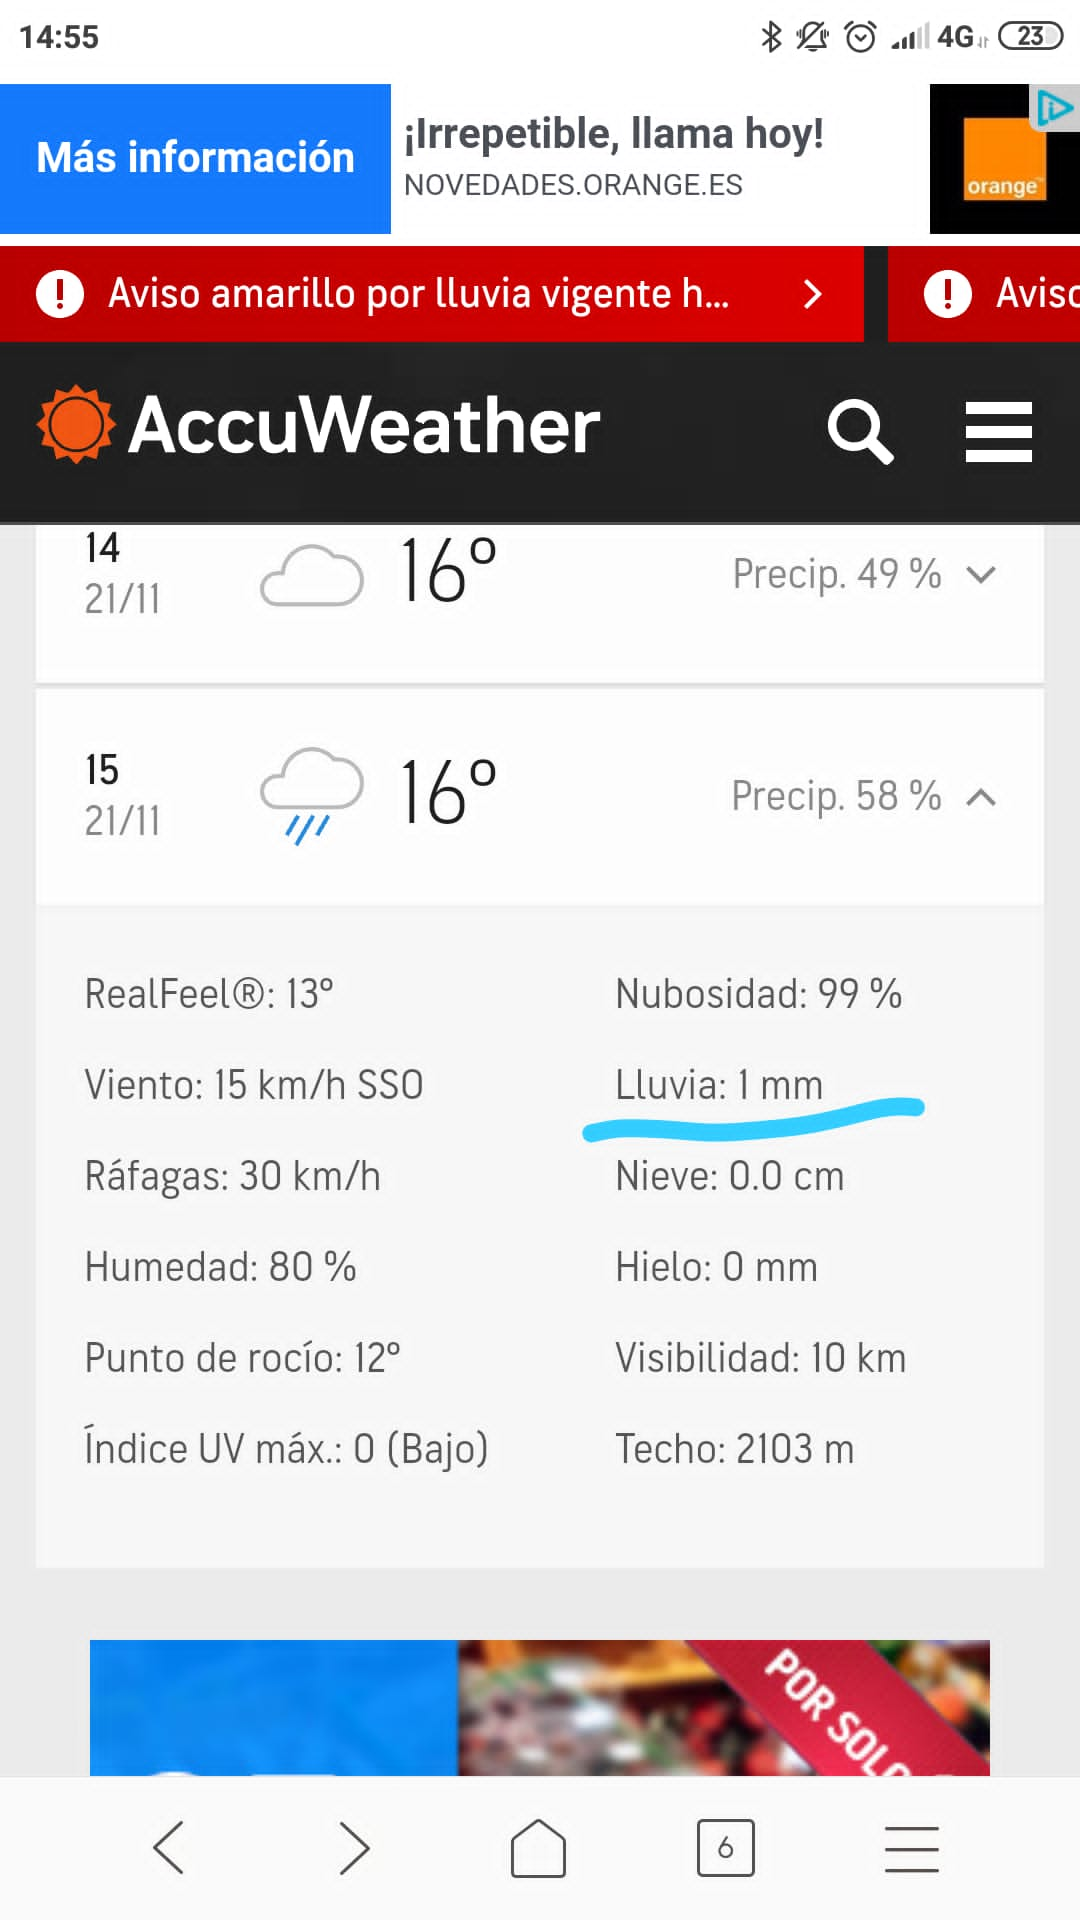 14:55
4G
23
Más información
¡Irrepetible, llama hoy!
NOVEDADES.ORANGE.ES
orange™
Aviso amarillo por lluvia vigente h...
Aviso
AccuWeather
14
21/11
16°
Precip. 49 %
15
21/11
16°
Precip. 58 %
RealFeel®: 13°
Nubosidad: 99 %
Viento: 15 km/h SSO
Lluvia: 1 mm
Ráfagas: 30 km/h
Nieve: 0.0 cm
Humedad: 80 %
Hielo: 0 mm
Punto de rocío: 12°
Visibilidad: 10 km
Índice UV máx.: 0 (Bajo)
Techo: 2103 m
POR SOLO
6